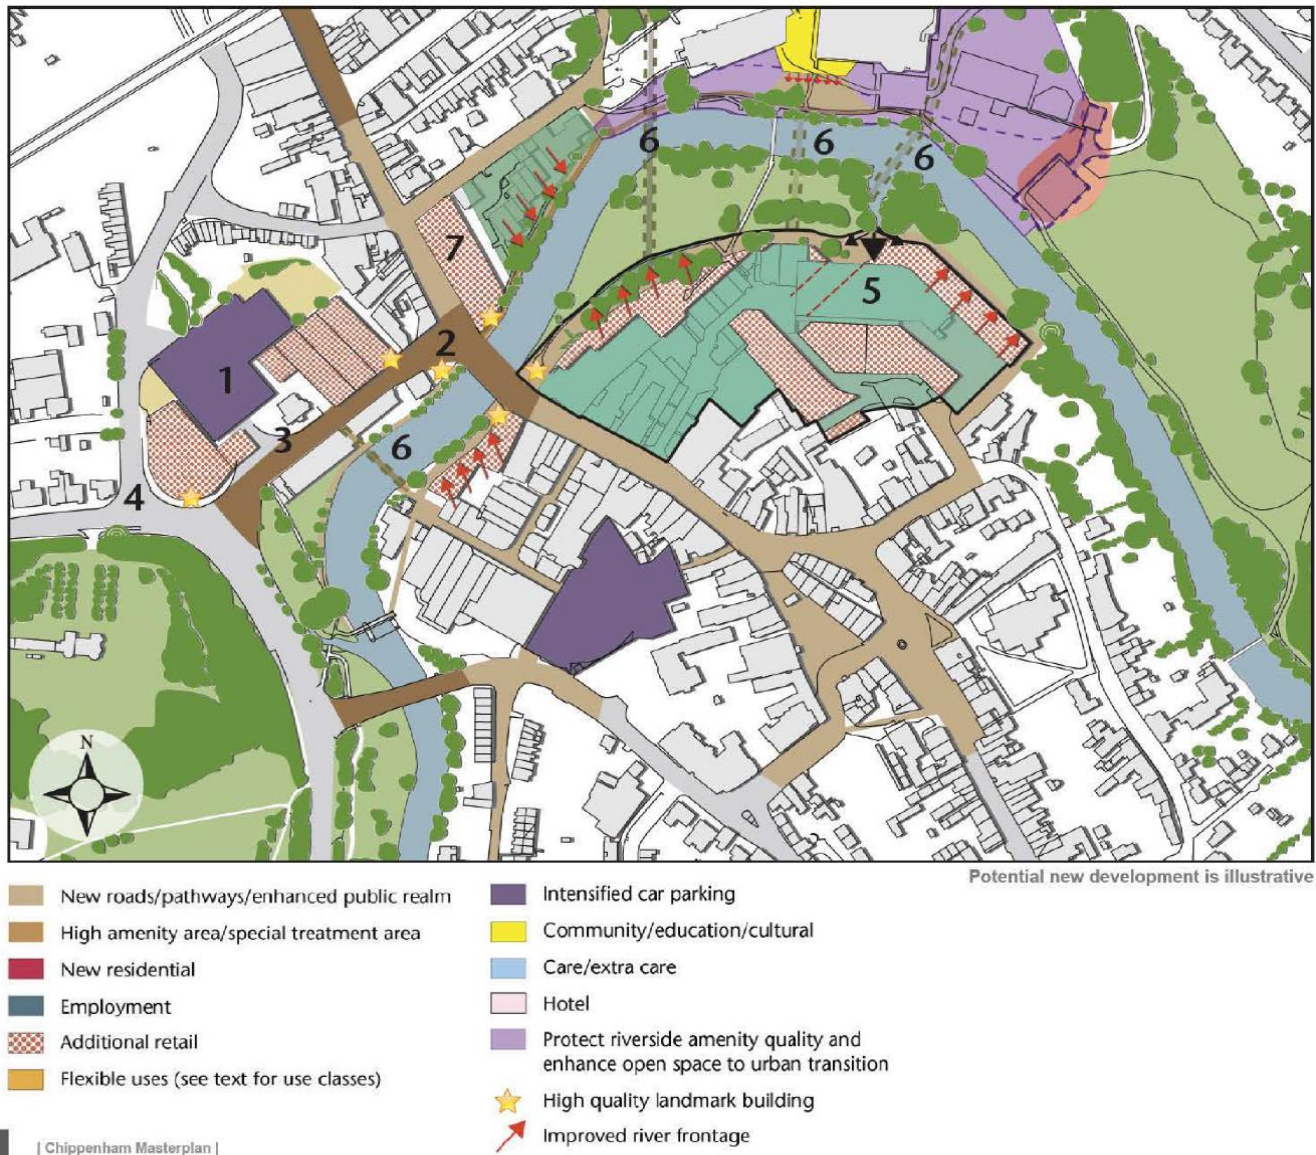 6
6
6
7
5
2
1
3
6
4
N
Potential new development is illustrative
New roads/pathways/enhanced public realm
High amenity area/special treatment area
New residential
Employment
Additional retail
Flexible uses (see text for use classes)
Intensified car parking
Community/education/cultural
Care/extra care
Hotel
Protect riverside amenity quality and
enhance open space to urban transition
High quality landmark building
Improved river frontage
| Chippenham Masterplan |